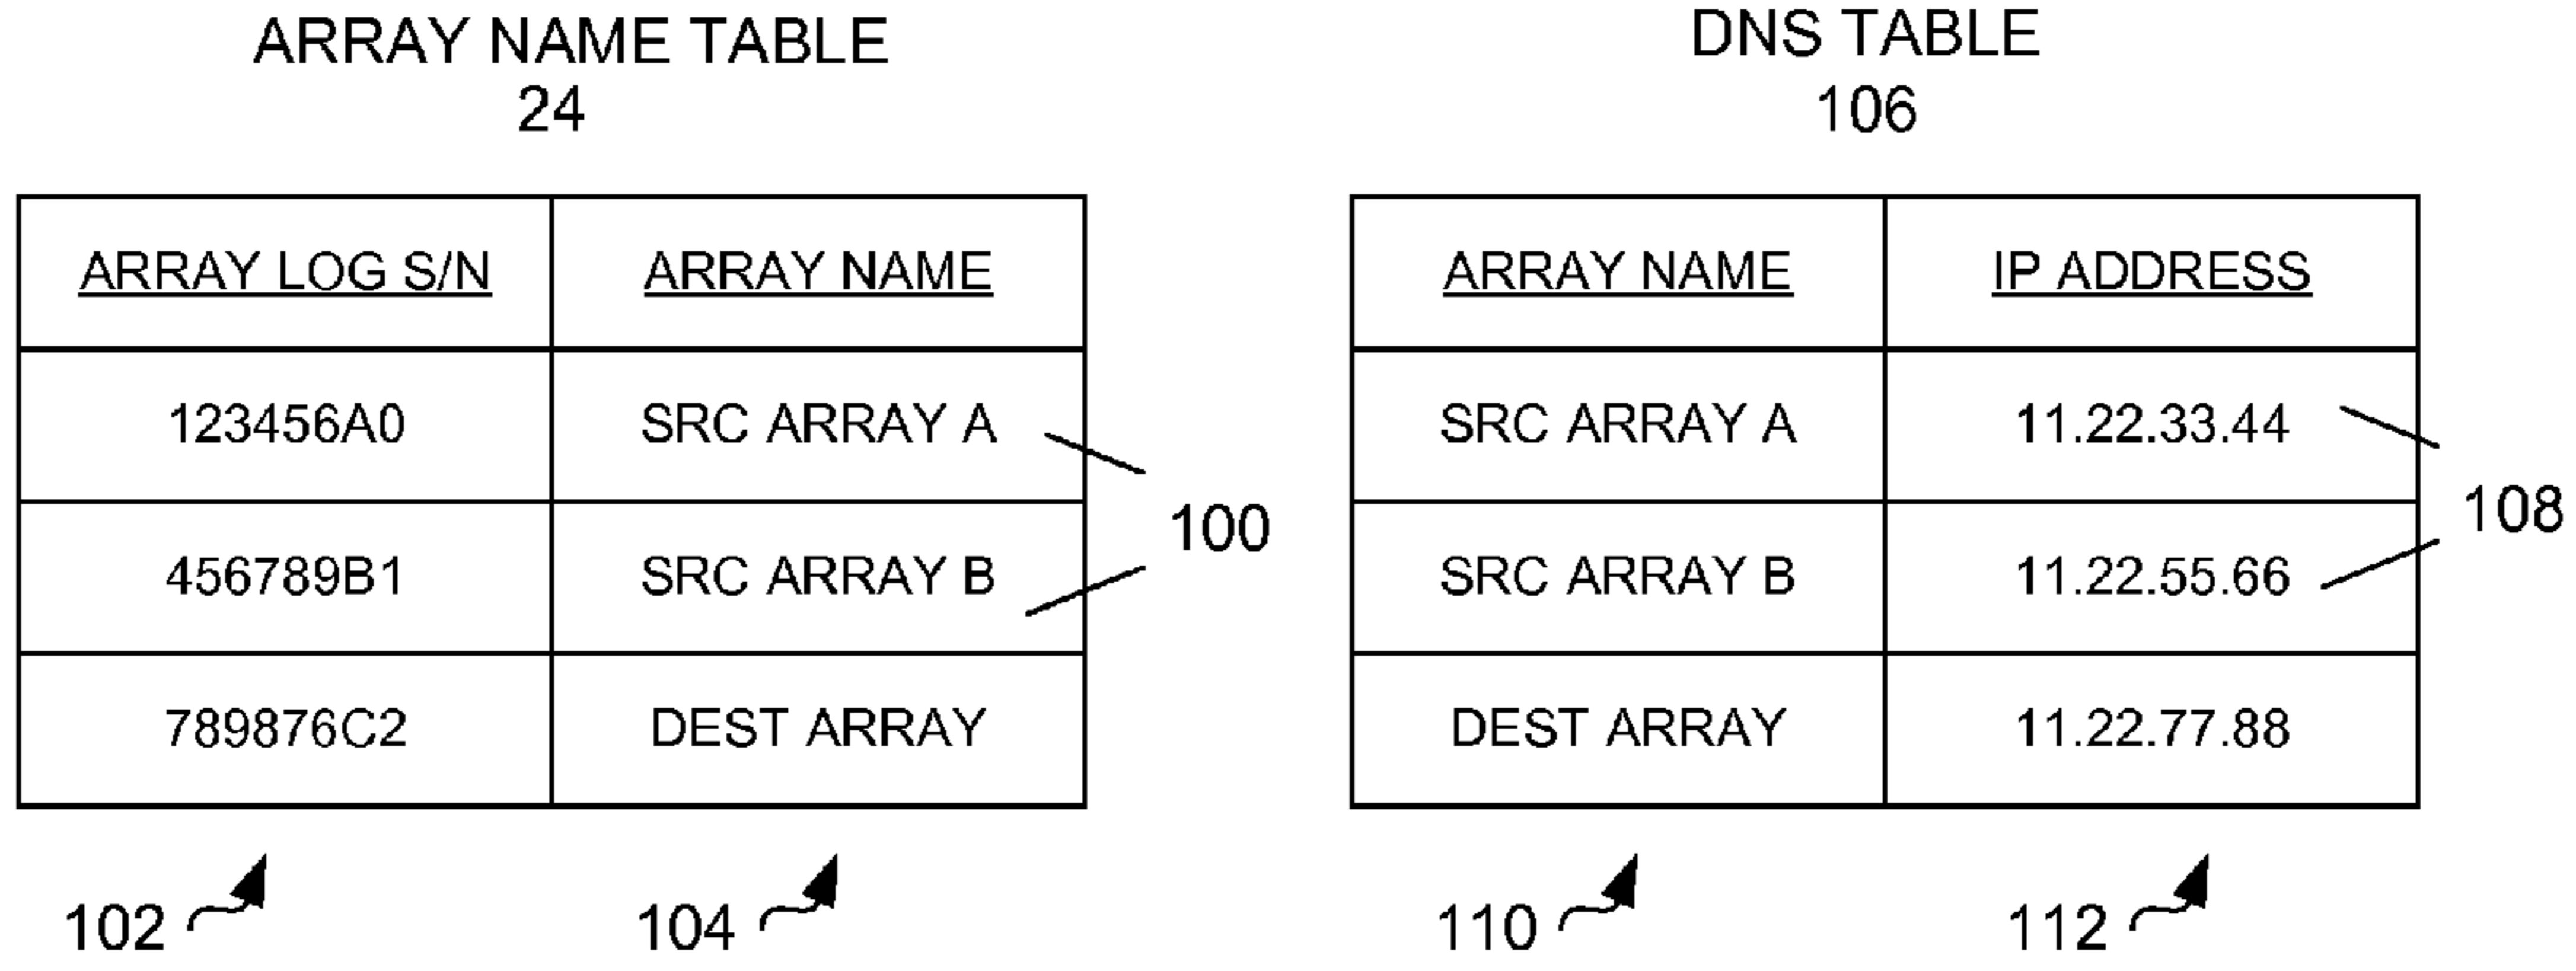 ARRAY NAME TABLE
24
ARRAY LOG S/N ARRAY NAME
123456A0 SRC ARRAY A
456789B1 SRC ARRAY B
789876C2 DEST ARRAY
100
102 104
DNS TABLE
106
ARRAY NAME IP ADDRESS
SRC ARRAY A 11.22.33.44
SRC ARRAY B 11.22.55.66
DEST ARRAY 11.22.77.88
108
110 112